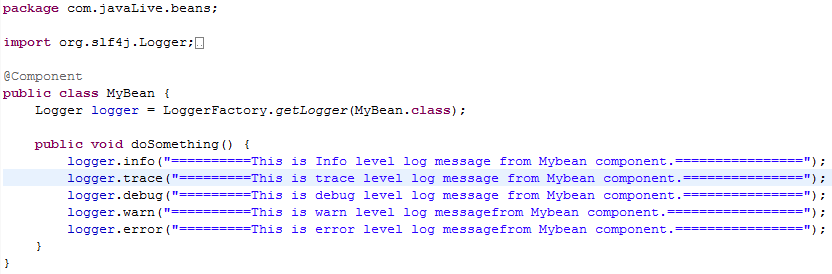 package com.javaLive.beans;
import org.slf4j.Logger;
@Component
public class MyBean {
Logger logger = LoggerFactory.getLogger(MyBean.class);
public void doSomething() {
logger.info("==========This is Info level log message from Mybean component.================");
logger.trace("==========This is trace level log message from Mybean component.===============");
logger.debug("==========This is debug level log message from Mybean component.===============");
logger.warn("==========This is warn level log messagefrom Mybean component.=================");
logger.error("==========This is error level log messagefrom Mybean component.================");
}
}